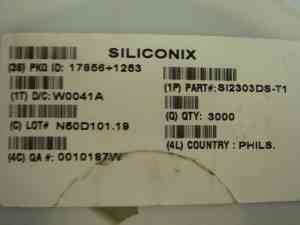 SILICONIX
(3S) PKG ID: 17856+1253
(1T) D/C: W0041A
(1P) PART#: SI2303DS-T1
(C) LOT#: N50D101.19
(Q) QTY: 3000
(4C) QA #: 0010187W
(4L) COUNTRY: PHILS.